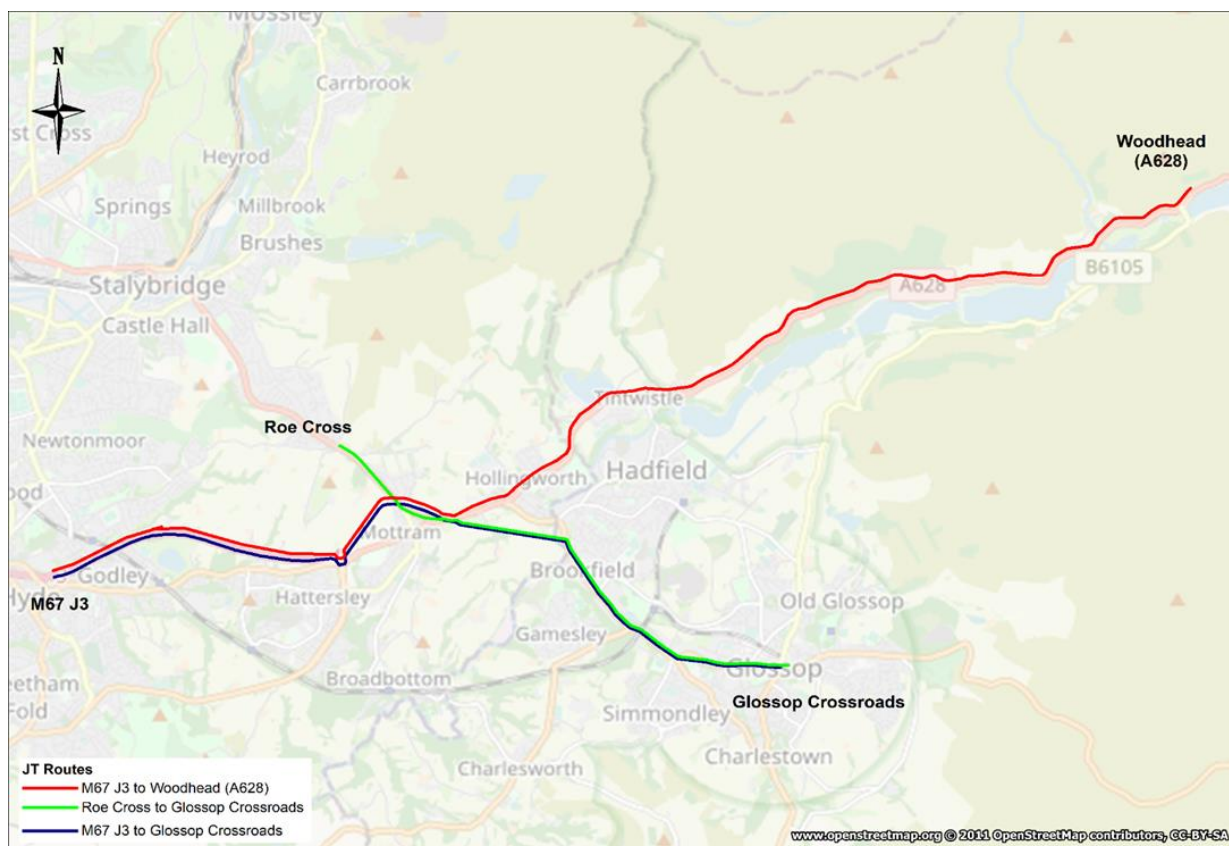 Mossley
N
Carrbrook
rst Cross
Heyrod
Woodhead
(A628)
Springs
Millbrook
Brushes
B6105
Stalybridge
A628
Castle Hall
Tintwistle
Roe Cross
Newtonmoor
Hollingworth
Hadfield
ood
Mottram
Godley
Brookfield
Hyde
M67 J3
Hattersley
Old Glossop
Gamesley
Glossop
Broadbottom
eetham
Fold
Glossop Crossroads
Simmondley
Charlestown
Charlesworth
JT Routes
M67 J3 to Woodhead (A628)
Roe Cross to Glossop Crossroads
M67 J3 to Glossop Crossroads
www.openstreetmap.org © 2011 OpenStreetMap contributors, CC-BY-SA